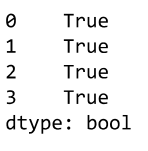 0    True
1    True
2    True
3    True
dtype: bool